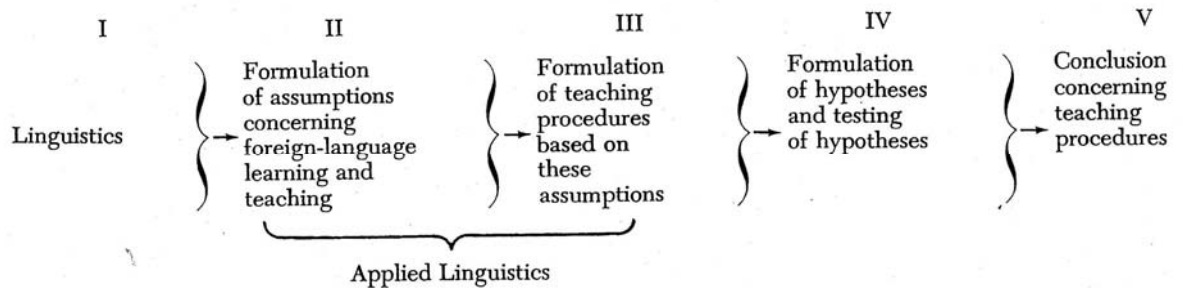 I
II
III
IV
V
Linguistics
Formulation
of assumptions
concerning
foreign-language
learning and
teaching
Formulation
of teaching
procedures
based on
these
assumptions
Formulation
of hypotheses
and testing
of hypotheses
Conclusion
concerning
teaching
procedures
Applied Linguistics